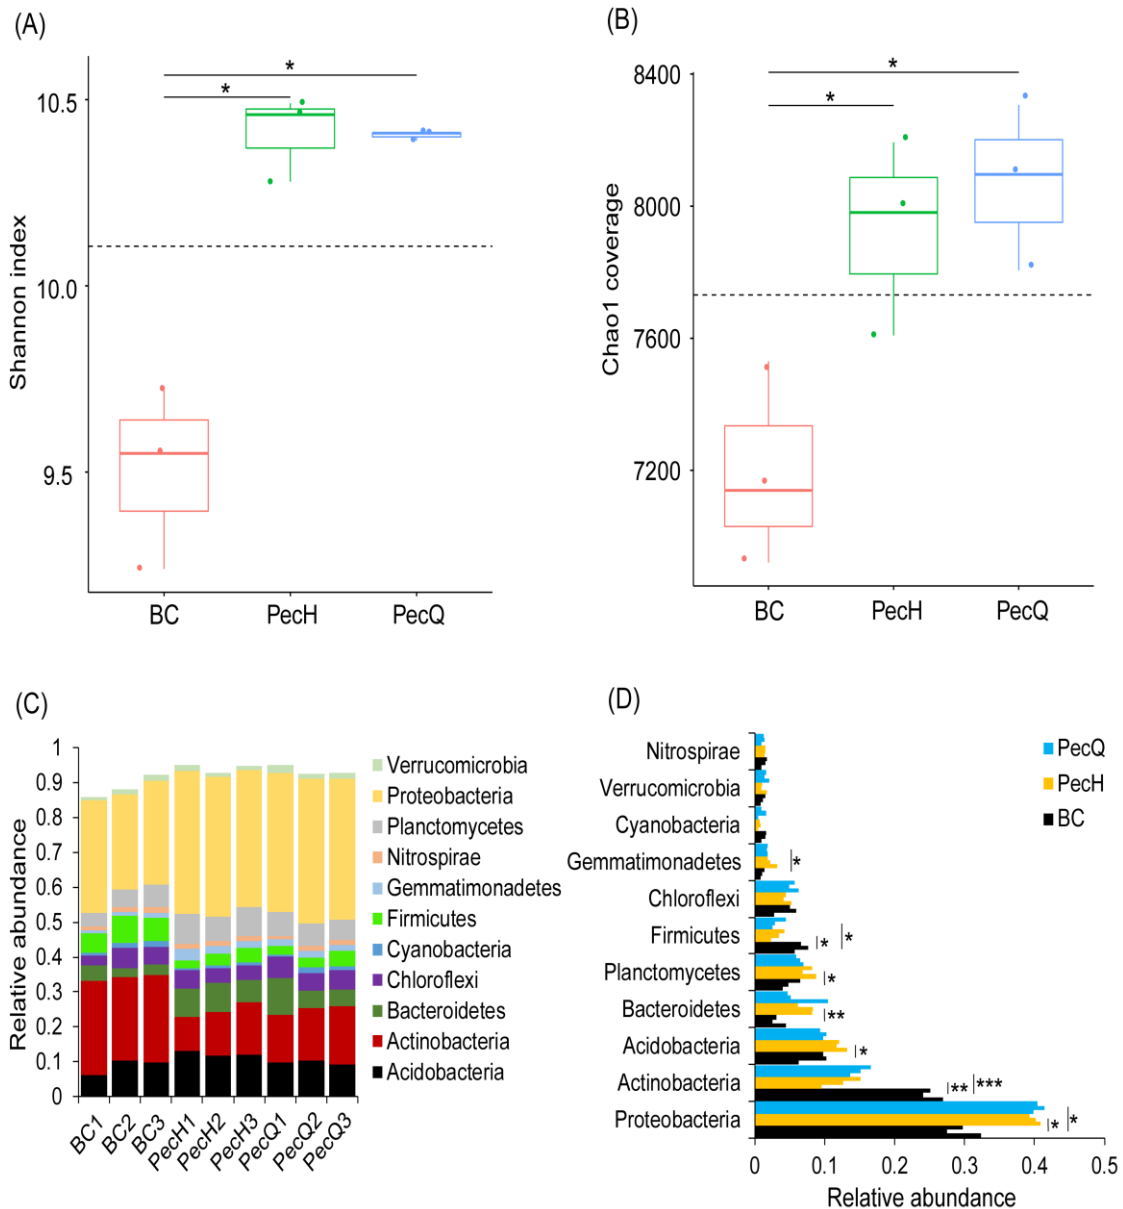 (A)
Shannon index
10.5
10.0
9.5
*
*
BC
PecH
PecQ
(B)
Chao1 coverage
8400
8000
7600
7200
*
*
BC
PecH
PecQ
(C)
Relative abundance
1
0.9
0.8
0.7
0.6
0.5
0.4
0.3
0.2
0.1
0
BC1
BC2
BC3
PecH1
PecH2
PecH3
PecQ1
PecQ2
PecQ3
Verrucomicrobia
Proteobacteria
Planctomycetes
Nitrospirae
Gemmatimonadetes
Firmicutes
Cyanobacteria
Chloroflexi
Bacteroidetes
Actinobacteria
Acidobacteria
(D)
Nitrospirae
Verrucomicrobia
Cyanobacteria
Gemmatimonadetes *
Chloroflexi
Firmicutes * *
Planctomycetes *
Bacteroidetes **
Acidobacteria *
Actinobacteria ** ***
Proteobacteria * *
0 0.1 0.2 0.3 0.4 0.5
Relative abundance
PecQ
PecH
BC